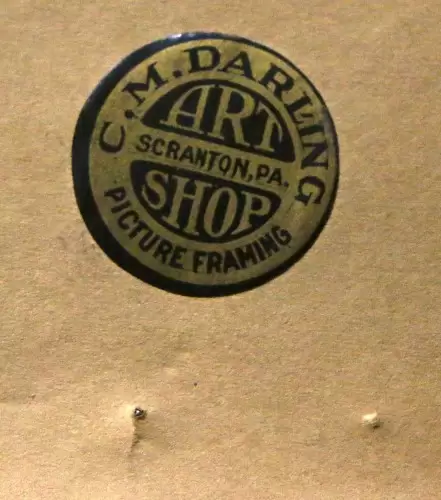 C. M. DARLING
ART
SCRANTON, PA.
SHOP
PICTURE FRAMING